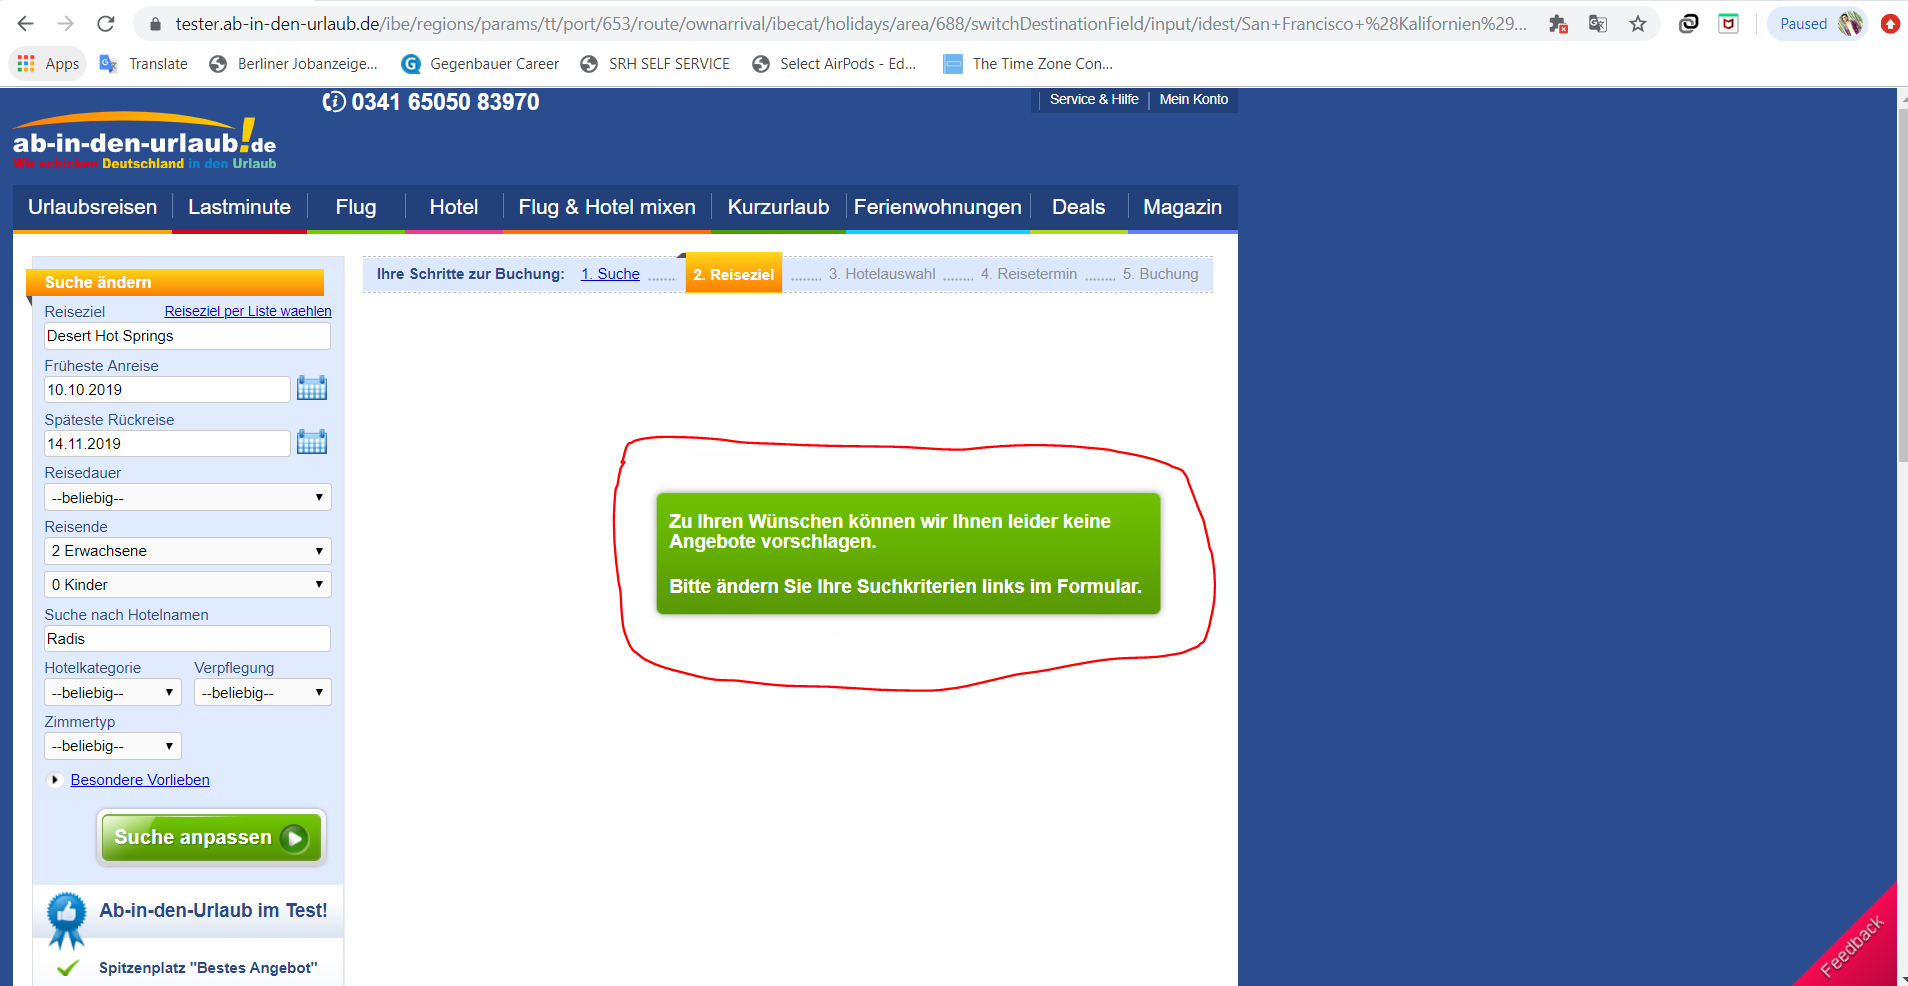 tester.ab-in-den-urlaub.de/ibe/regions/params/tt/port/653/route/ownarrival/ibecat/holidays/area/688/switchDestinationField/input/idest/San+Francisco+%28Kalifornien%29...
Paused
Apps
Translate
Berliner Jobanzeige...
Gegenbauer Career
SRH SELF SERVICE
Select AirPods - Ed...
The Time Zone Con...
0341 65050 83970
Service & Hilfe
Mein Konto
ab-in-den-urlaub!de
Wir schicken Deutschland in den Urlaub
Urlaubsreisen
Lastminute
Flug
Hotel
Flug & Hotel mixen
Kurzurlaub
Ferienwohnungen
Deals
Magazin
Suche ändern
Reiseziel
Reiseziel per Liste waehlen
Desert Hot Springs
Früheste Anreise
10.10.2019
Späteste Rückreise
14.11.2019
Reisedauer
--beliebig--
Reisende
2 Erwachsene
0 Kinder
Suche nach Hotelnamen
Radis
Hotelkategorie
Verpflegung
--beliebig--
--beliebig--
Zimmertyp
--beliebig--
Besondere Vorlieben
Suche anpassen
Ab-in-den-Urlaub im Test!
Spitzenplatz "Bestes Angebot"
Ihre Schritte zur Buchung: 1. Suche ....... 2. Reiseziel ........ 3. Hotelauswahl ........ 4. Reisetermin ........ 5. Buchung
Zu Ihren Wünschen können wir Ihnen leider keine
Angebote vorschlagen.
Bitte ändern Sie Ihre Suchkriterien links im Formular.
Feedback